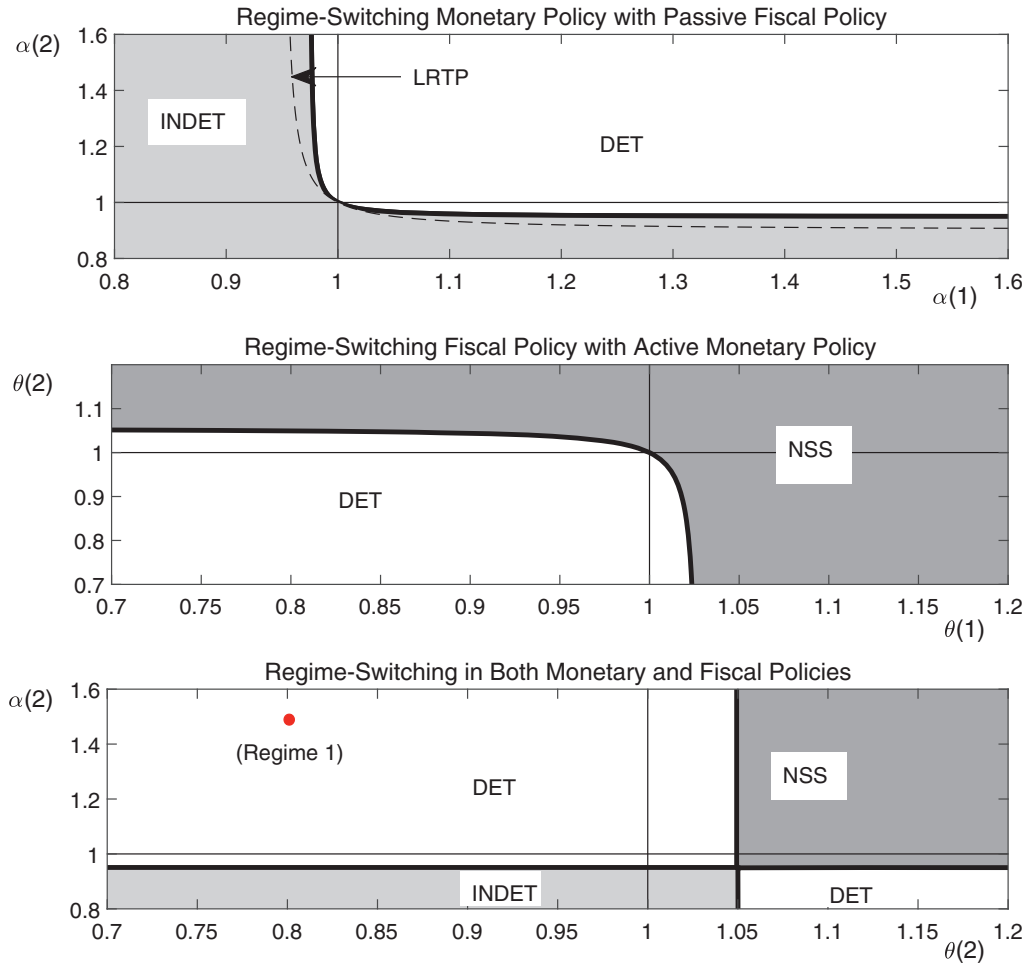 Regime-Switching Monetary Policy with Passive Fiscal Policy
α(2)
1.6
1.4
1.2
1
0.8
LRTP
INDET
DET
0.8 0.9 1 1.1 1.2 1.3 1.4 1.5 1.6
α(1)
Regime-Switching Fiscal Policy with Active Monetary Policy
θ(2)
1.1
1
0.9
0.8
0.7
NSS
DET
0.7 0.75 0.8 0.85 0.9 0.95 1 1.05 1.1 1.15 1.2
θ(1)
Regime-Switching in Both Monetary and Fiscal Policies
α(2)
1.6
1.4
1.2
1
0.8
(Regime 1)
DET
NSS
INDET
DET
0.7 0.75 0.8 0.85 0.9 0.95 1 1.05 1.1 1.15 1.2
θ(2)